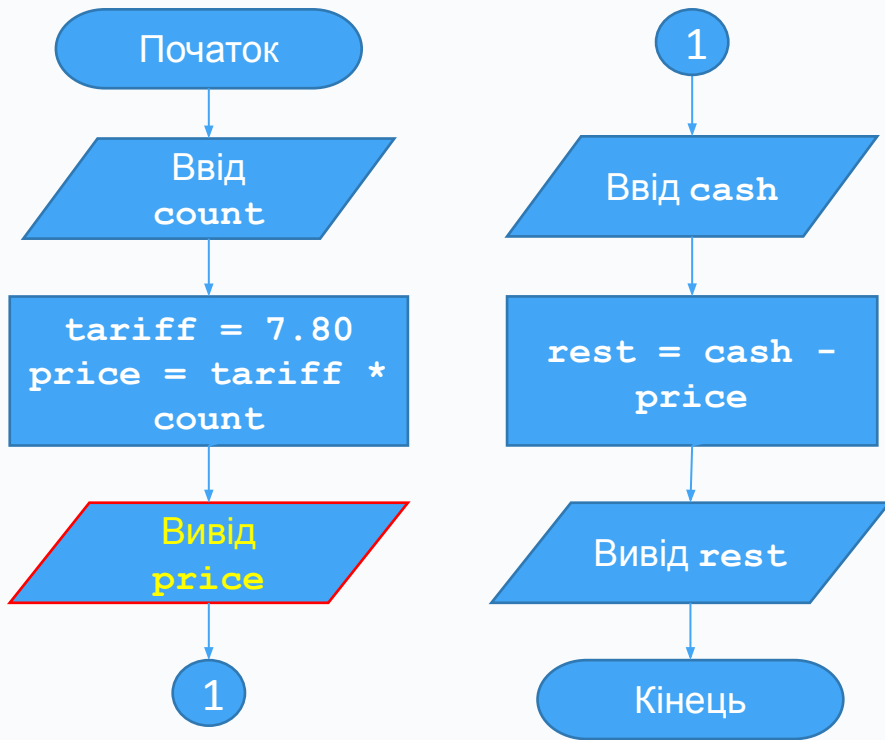 Початок
Ввід
count
tariff = 7.80
price = tariff *
count
Вивід
price
1
1
Ввід cash
rest = cash -
price
Вивід rest
Кінець